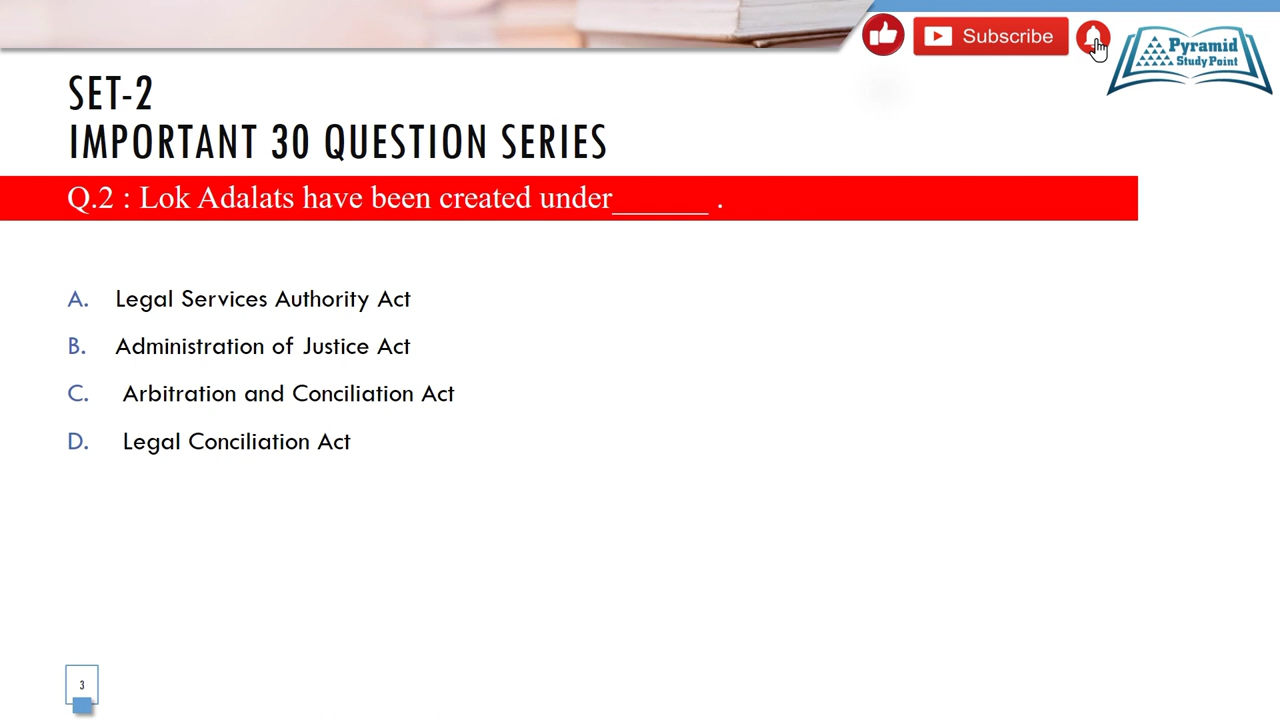 Subscribe
Pyramid
Study Point
SET-2
IMPORTANT 30 QUESTION SERIES
Q.2 : Lok Adalats have been created under______ .
A. Legal Services Authority Act
B. Administration of Justice Act
C. Arbitration and Conciliation Act
D. Legal Conciliation Act
3